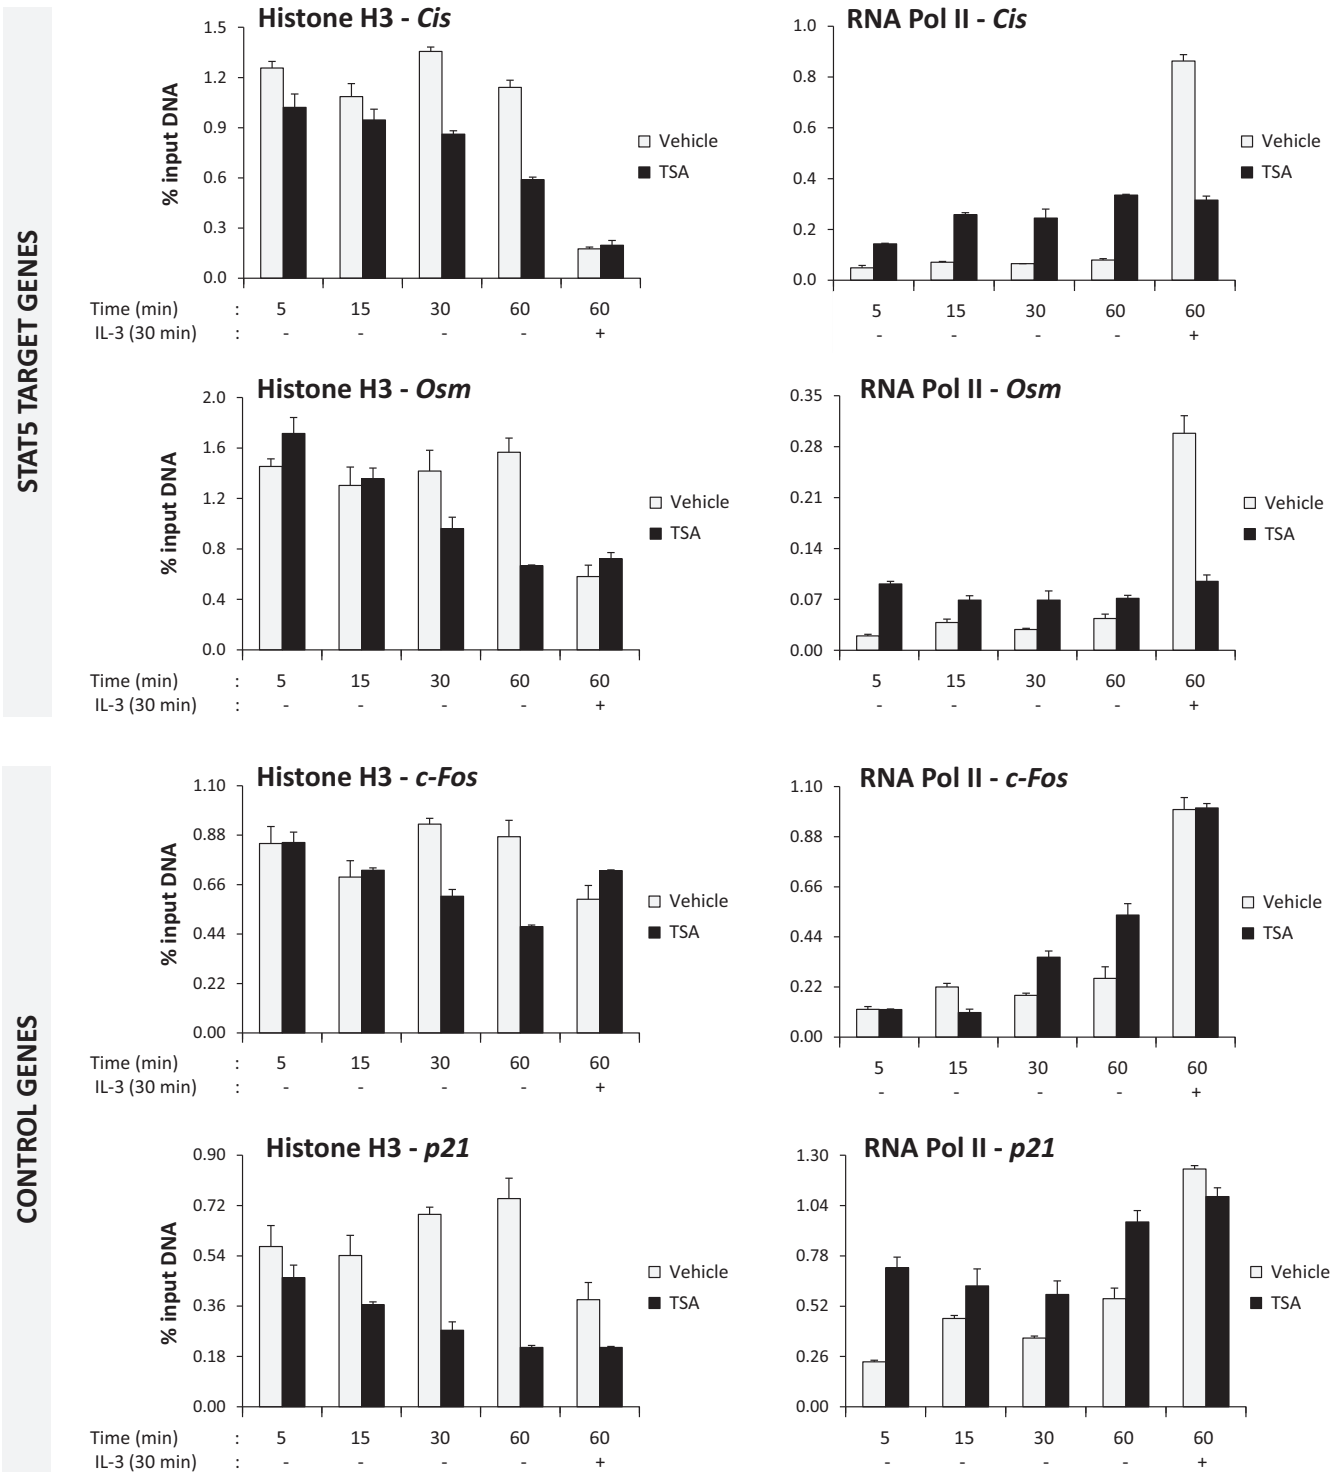 STAT5 TARGET GENES
Histone H3 - Cis
% input DNA
1.5
1.2
0.9
0.6
0.3
0.0
Vehicle
TSA
Time (min) : 5 15 30 60 60
IL-3 (30 min) : - - - - +
RNA Pol II - Cis
1.0
0.8
0.6
0.4
0.2
0.0
Vehicle
TSA
5 15 30 60 60
- - - - +
Histone H3 - Osm
% input DNA
2.0
1.6
1.2
0.8
0.4
0.0
Vehicle
TSA
Time (min) : 5 15 30 60 60
IL-3 (30 min) : - - - - +
RNA Pol II - Osm
0.35
0.28
0.21
0.14
0.07
0.00
Vehicle
TSA
5 15 30 60 60
- - - - +
CONTROL GENES
Histone H3 - c-Fos
% input DNA
1.10
0.88
0.66
0.44
0.22
0.00
Vehicle
TSA
Time (min) : 5 15 30 60 60
IL-3 (30 min) : - - - - +
RNA Pol II - c-Fos
1.10
0.88
0.66
0.44
0.22
0.00
Vehicle
TSA
5 15 30 60 60
- - - - +
Histone H3 - p21
% input DNA
0.90
0.72
0.54
0.36
0.18
0.00
Vehicle
TSA
Time (min) : 5 15 30 60 60
IL-3 (30 min) : - - - - +
RNA Pol II - p21
1.30
1.04
0.78
0.52
0.26
0.00
Vehicle
TSA
5 15 30 60 60
- - - - +